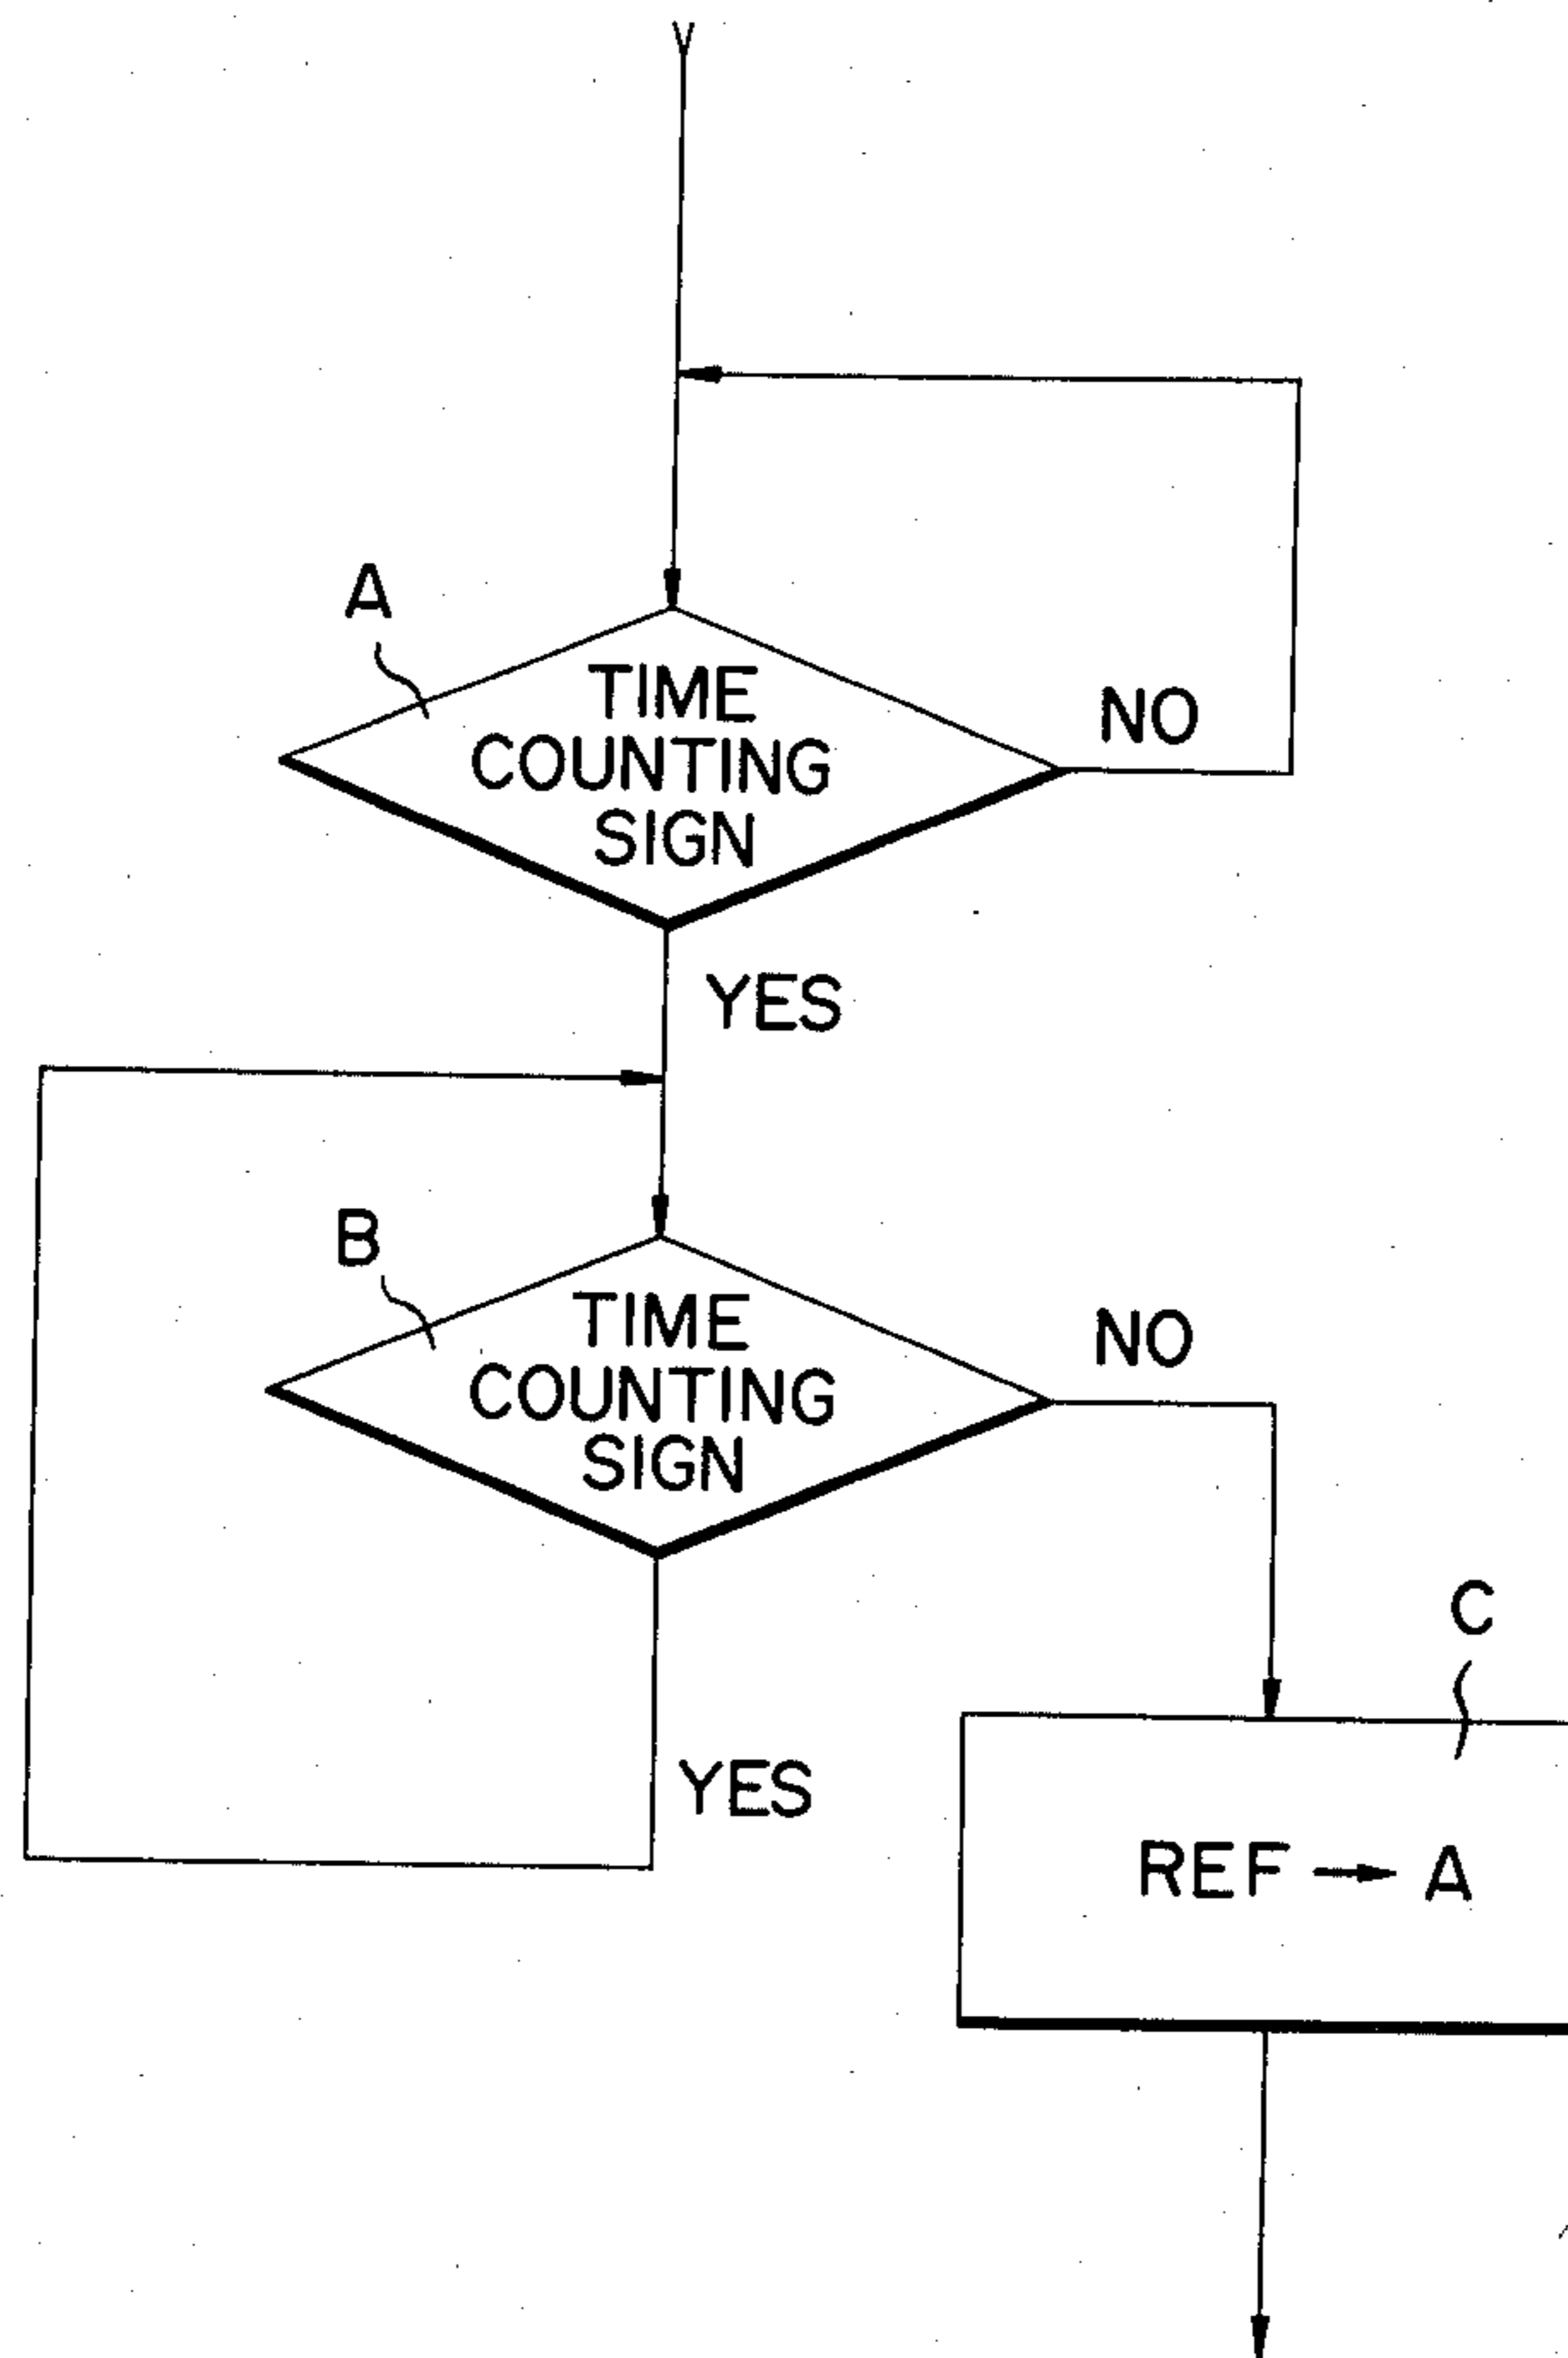 A
TIME
COUNTING
SIGN
NO
YES
B
TIME
COUNTING
SIGN
NO
YES
C
REF → A